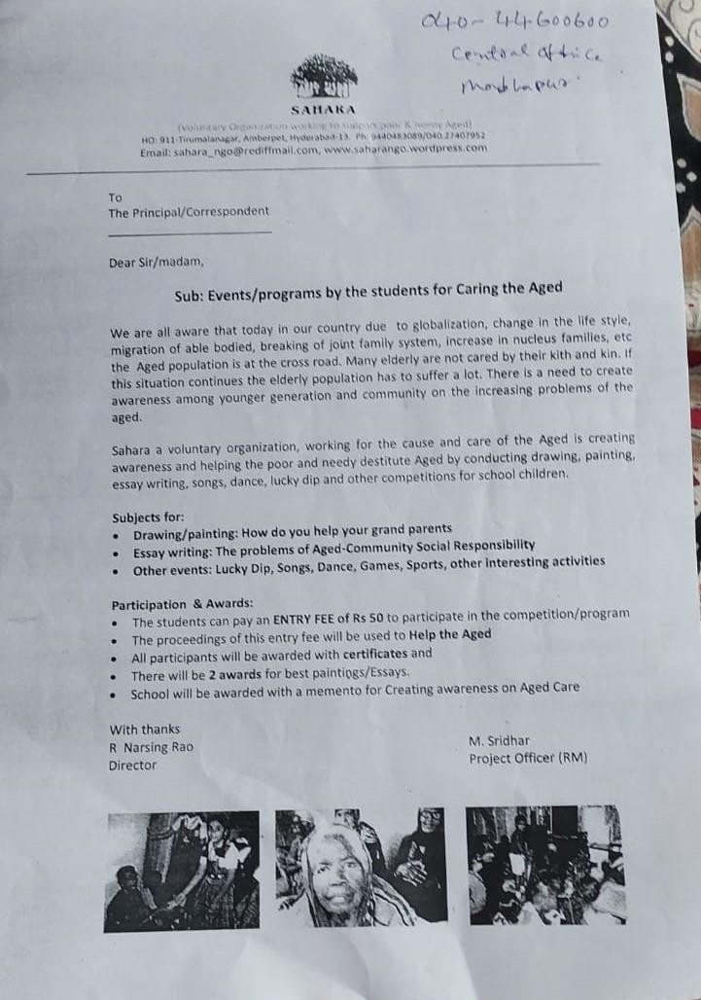 040-44600600
Central Office
SAHARA
(Voluntary Organization working to support poor & needy Aged)
HO: 911-Tirumalanagar, Amberpet, Hyderabad-13. Ph: 9440483089/040.27407952
Email: sahara_ngo@rediffmail.com, www.saharango.wordpress.com
To
The Principal/Correspondent
Dear Sir/madam,
Sub: Events/programs by the students for Caring the Aged
We are all aware that today in our country due to globalization, change in the life style,
migration of able bodied, breaking of joint family system, increase in nucleus families, etc
the Aged population is at the cross road. Many elderly are not cared by their kith and kin. If
this situation continues the elderly population has to suffer a lot. There is a need to create
awareness among younger generation and community on the increasing problems of the
aged.
Sahara a voluntary organization, working for the cause and care of the Aged is creating
awareness and helping the poor and needy destitute Aged by conducting drawing, painting,
essay writing, songs, dance, lucky dip and other competitions for school children.
Subjects for:
• Drawing/painting: How do you help your grand parents
• Essay writing: The problems of Aged-Community Social Responsibility
• Other events: Lucky Dip, Songs, Dance, Games, Sports, other interesting activities
Participation & Awards:
• The students can pay an ENTRY FEE of Rs 50 to participate in the competition/program
• The proceedings of this entry fee will be used to Help the Aged
• All participants will be awarded with certificates and
• There will be 2 awards for best paintings/Essays.
• School will be awarded with a memento for Creating awareness on Aged Care
With thanks
R Narsing Rao
Director
M. Sridhar
Project Officer (RM)